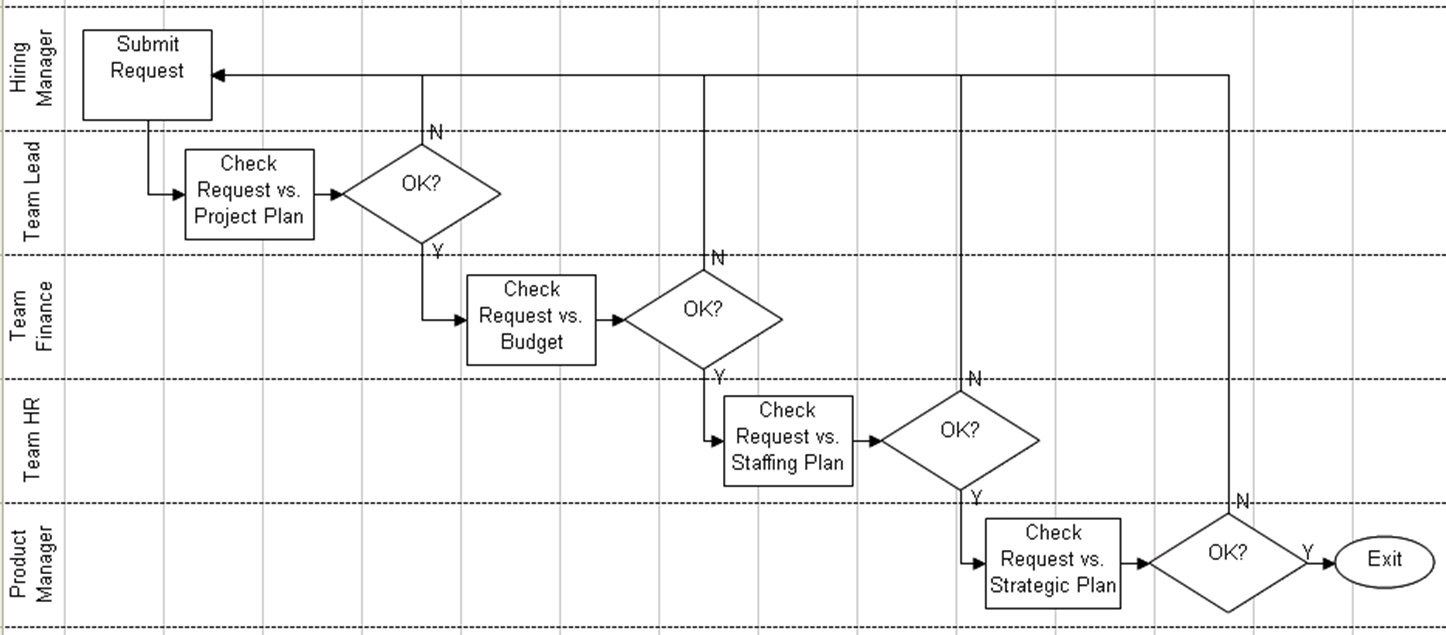 Hiring
Manager
Submit
Request
N
Team Lead
Check
Request vs.
Project Plan
OK?
Y
N
Team
Finance
Check
Request vs.
Budget
OK?
Y
N
Team HR
Check
Request vs.
Staffing Plan
OK?
Y
N
Product
Manager
Check
Request vs.
Strategic Plan
OK?
Y
Exit